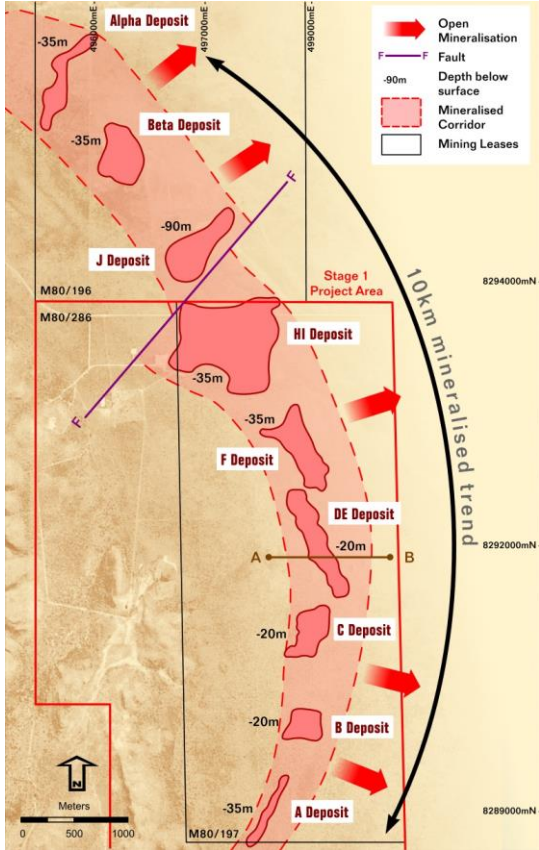 Alpha Deposit
-35m
496000mE-
497000mE-
499000mE-
Open
Mineralisation
F F
Fault
-90m
Depth below
surface
Mineralised
Corridor
Mining Leases
Beta Deposit
-35m
F
-90m
J Deposit
M80/196
Stage 1
Project Area
8294000mN-
M80/286
HI Deposit
-35m
10km mineralised trend
F
-35m
F Deposit
DE Deposit
-20m
8292000mN-
A
B
C Deposit
-20m
-20m
B Deposit
N
Meters
0 500 1000
-35m
A Deposit
8289000mN-
M80/197